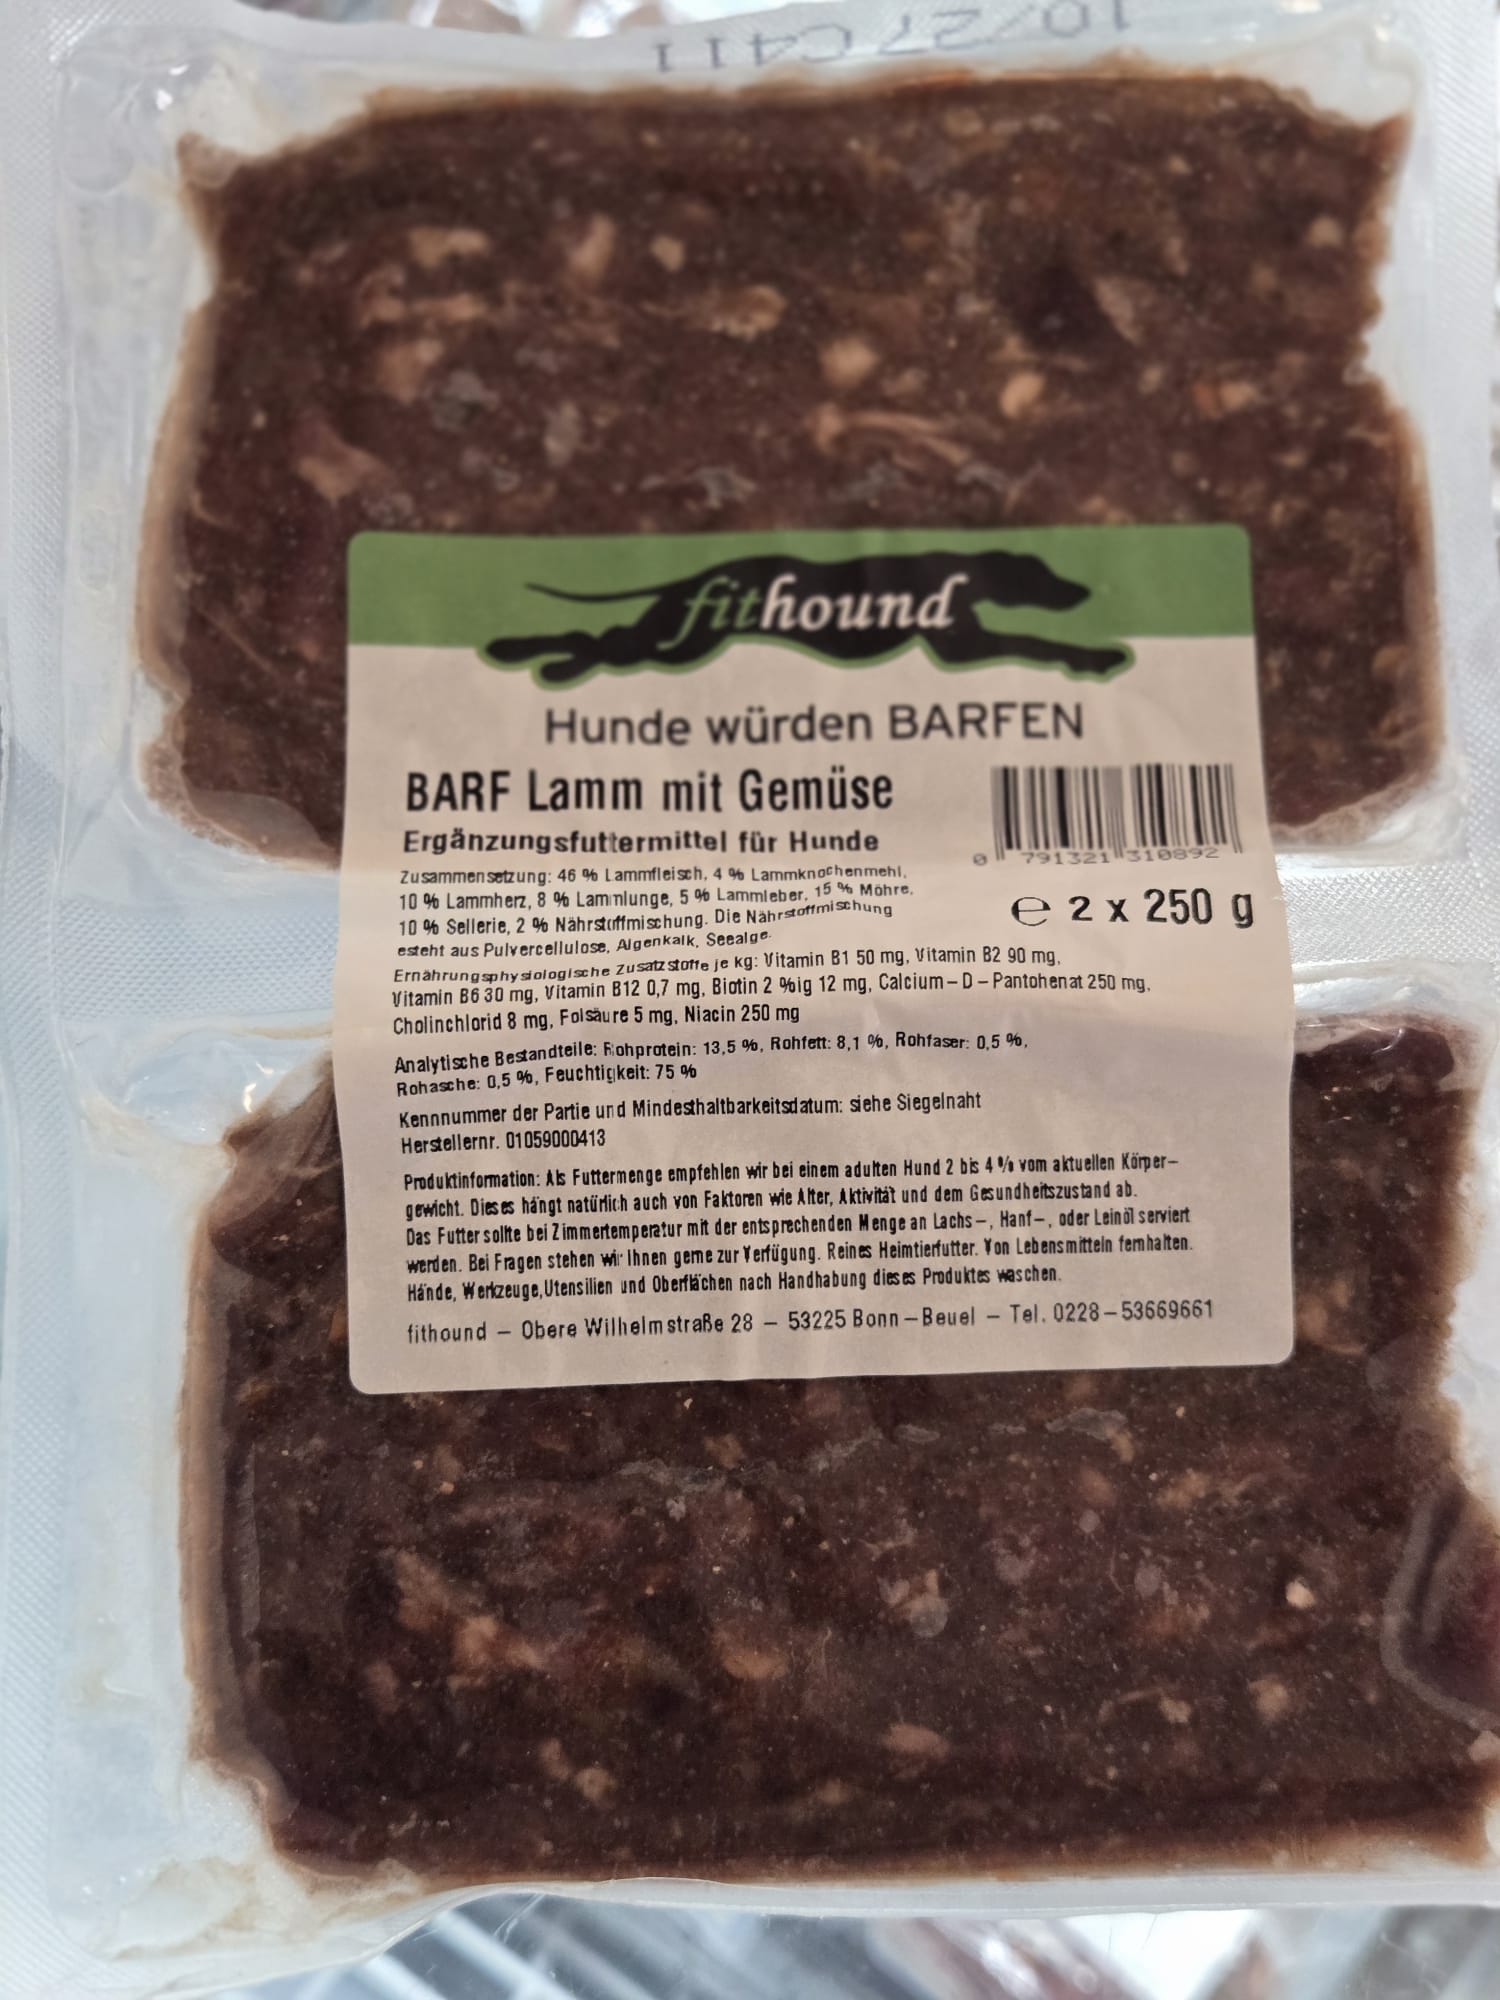 10/27C411
fithound
Hunde würden BARFEN
BARF Lamm mit Gemüse
Ergänzungsfuttermittel für Hunde
Zusammensetzung: 46 % Lammfleisch, 4 % Lammknochenmehl,
10 % Lammherz, 8 % Lammlunge, 5 % Lammleber, 15 % Möhre,
10 % Sellerie, 2 % Nährstoffmischung. Die Nährstoffmischung
esteht aus Pulvercellulose, Algenkalk, Seealge.
0 791321 310892
e 2 x 250 g
Ernährungsphysiologische Zusatzstoffe je kg: Vitamin B1 50 mg, Vitamin B2 90 mg,
Vitamin B6 30 mg, Vitamin B12 0,7 mg, Biotin 2 %ig 12 mg, Calcium-D-Pantohenat 250 mg,
Cholinchlorid 8 mg, Folsäure 5 mg, Niacin 250 mg
Analytische Bestandteile: Rohprotein: 13,5 %, Rohfett: 8,1 %, Rohfaser: 0,5 %,
Rohasche: 0,5 %, Feuchtigkeit: 75 %
Kennnummer der Partie und Mindesthaltbarkeitsdatum: siehe Siegelnaht
Herstellernr. 01059000413
Produktinformation: Als Futtermenge empfehlen wir bei einem adulten Hund 2 bis 4 % vom aktuellen Körper-
gewicht. Dieses hängt natürlich auch von Faktoren wie Alter, Aktivität und dem Gesundheitszustand ab.
Das Futter sollte bei Zimmertemperatur mit der entsprechenden Menge an Lachs-, Hanf-, oder Leinöl serviert
werden. Bei Fragen stehen wir Ihnen gerne zur Verfügung. Reines Heimtierfutter. Von Lebensmitteln fernhalten.
Hände, Werkzeuge, Utensilien und Oberflächen nach Handhabung dieses Produktes waschen.
fithound - Obere Wilhelmstraße 28 - 53225 Bonn-Beuel - Tel. 0228-53669661